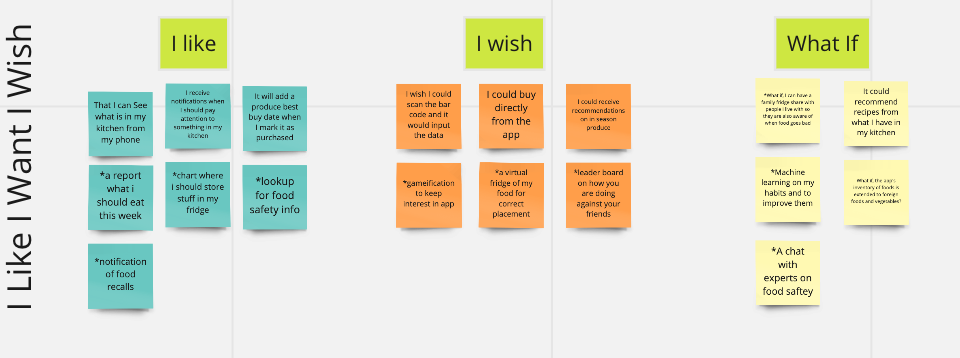 I Like I Want I Wish
I like
That I can See
what is in my
kitchen from
my phone
I receive
notifications when
I should pay
attention to
something in my
kitchen
It will add a
produce best
buy date when
I mark it as
purchased
*a report
what i
should eat
this week
*chart where
i should store
stuff in my
fridge
*lookup
for food
safety info
*notification
of food
recalls
I wish
I wish I could
scan the bar
code and it
would input
the data
I could buy
directly
from the
app
I could receive
recommendations
on in season
produce
*gameification
to keep
interest in app
*a virtual
fridge of my
food for
correct
placement
*leader board
on how you
are doing
against your
friends
What If
*What if, I can have a
family fridge share with
people I live with so
they are also aware of
when food goes bad
It could
recommend
recipes from
what I have in
my kitchen
*Machine
learning on my
habits and to
improve them
What if, the app's
inventory of foods is
extended to foreign
foods and vegetables?
*A chat
with
experts on
food saftey